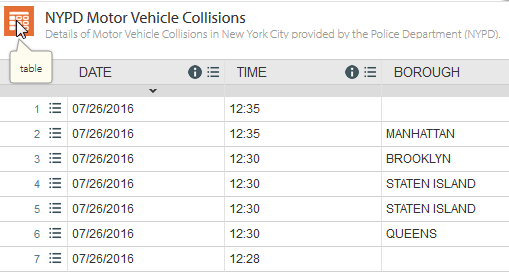 NYPD Motor Vehicle Collisions
Details of Motor Vehicle Collisions in New York City provided by the Police Department (NYPD).
table
DATE TIME BOROUGH
1 07/26/2016 12:35
2 07/26/2016 12:35 MANHATTAN
3 07/26/2016 12:30 BROOKLYN
4 07/26/2016 12:30 STATEN ISLAND
5 07/26/2016 12:30 STATEN ISLAND
6 07/26/2016 12:30 QUEENS
7 07/26/2016 12:28